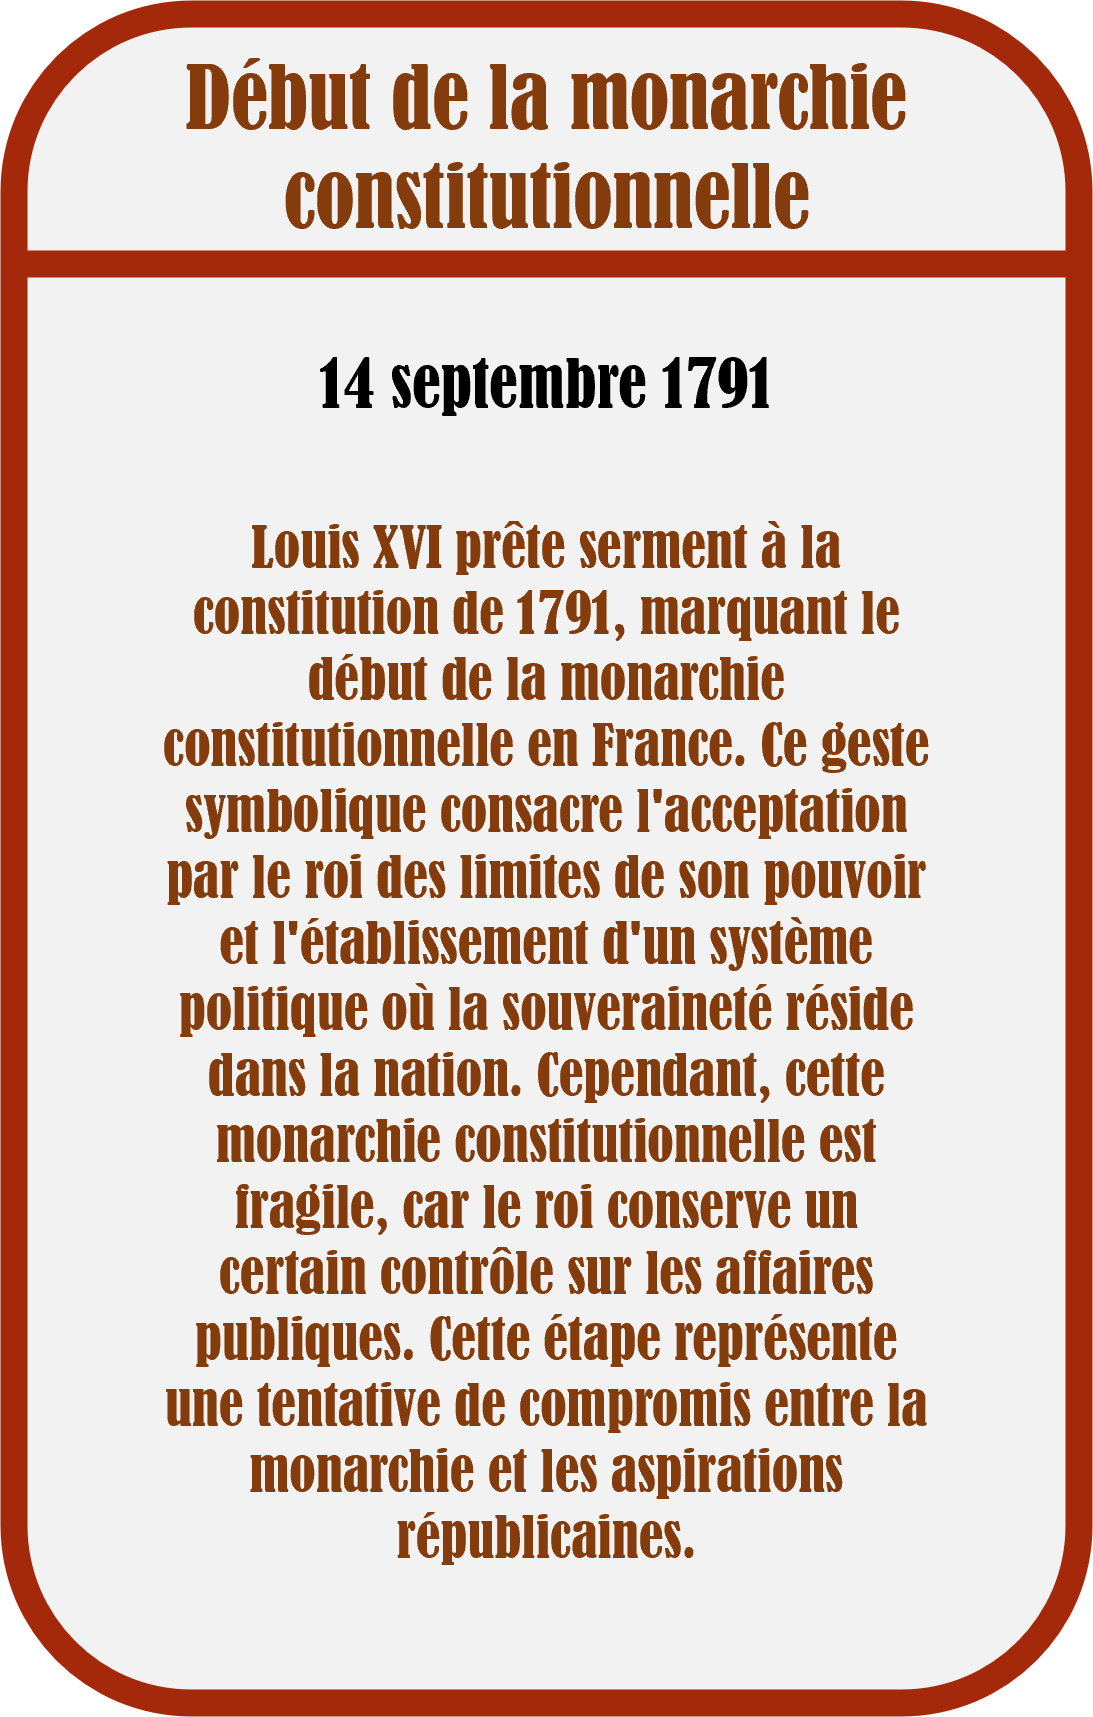 Début de la monarchie
constitutionnelle
14 septembre 1791
Louis XVI prête serment à la
constitution de 1791, marquant le
début de la monarchie
constitutionnelle en France. Ce geste
symbolique consacre l'acceptation
par le roi des limites de son pouvoir
et l'établissement d'un système
politique où la souveraineté réside
dans la nation. Cependant, cette
monarchie constitutionnelle est
fragile, car le roi conserve un
certain contrôle sur les affaires
publiques. Cette étape représente
une tentative de compromis entre la
monarchie et les aspirations
républicaines.